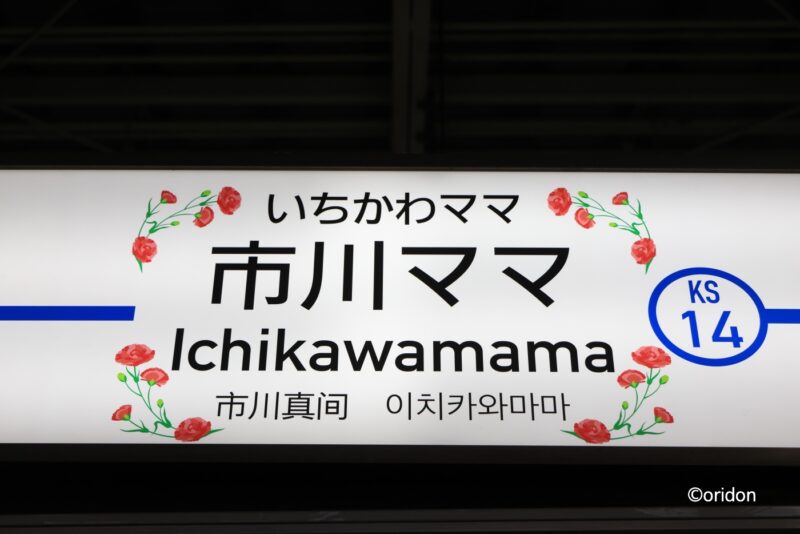 いちかわママ
市川ママ
Ichikawamama
市川真间 이치카와마마
KS
14
©oridon